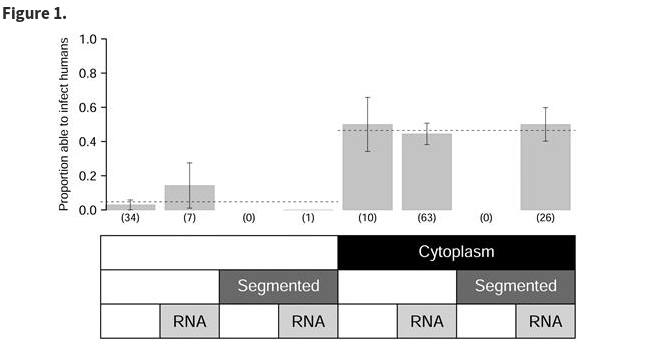 Figure 1.
Proportion able to infect humans
1.0
0.8
0.6
0.4
0.2
0.0
(34) (7) (0) (1) (10) (63) (0) (26)
Cytoplasm
Segmented Segmented
RNA RNA RNA RNA